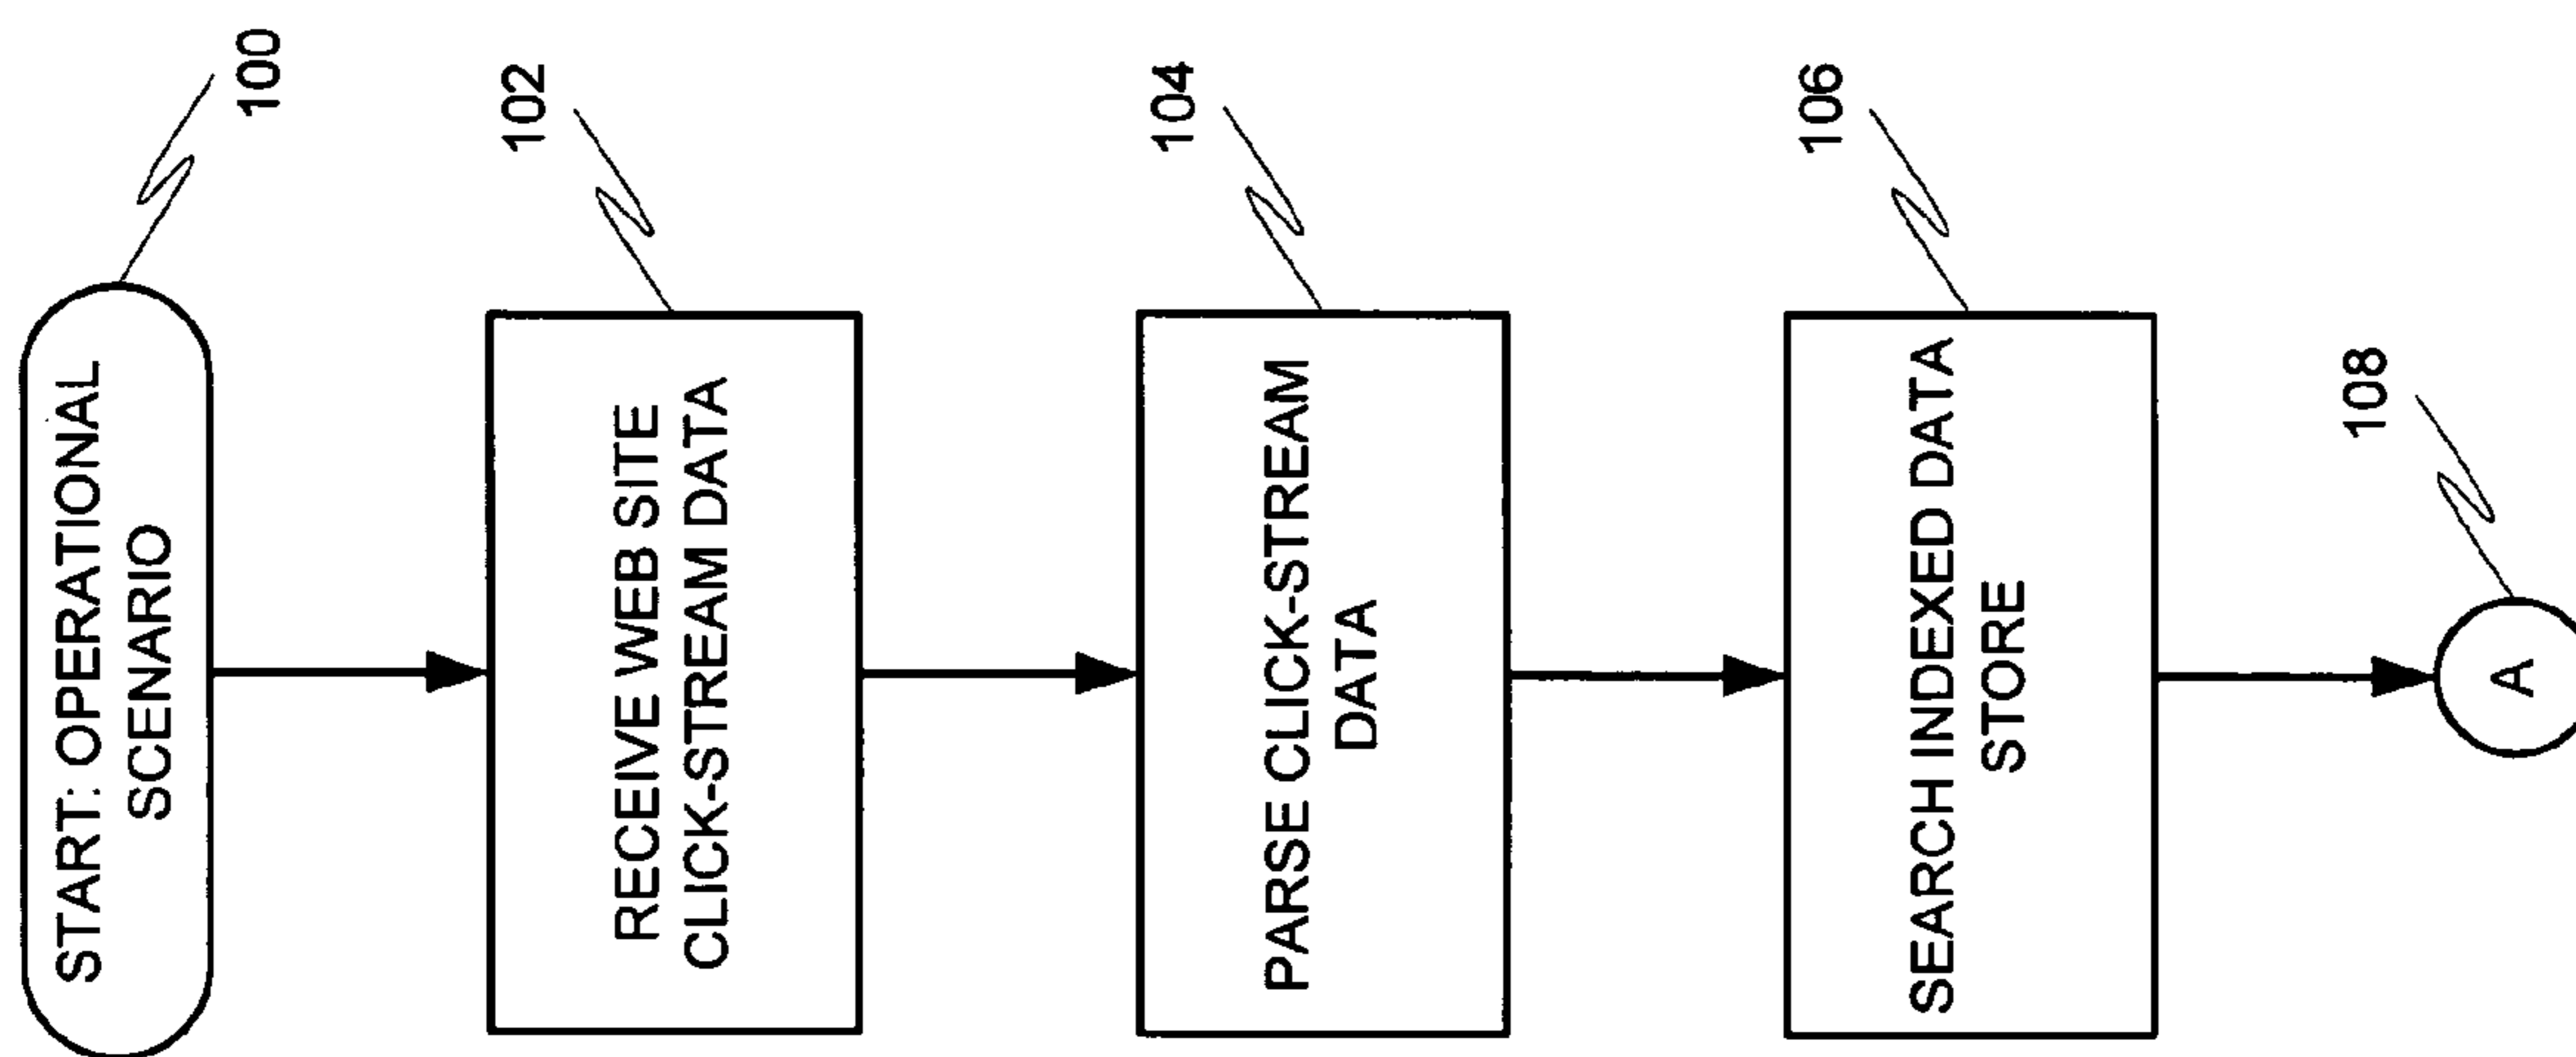 START: OPERATIONAL
SCENARIO
100
RECEIVE WEB SITE
CLICK-STREAM DATA
102
PARSE CLICK-STREAM
DATA
104
SEARCH INDEXED DATA
STORE
106
A
108